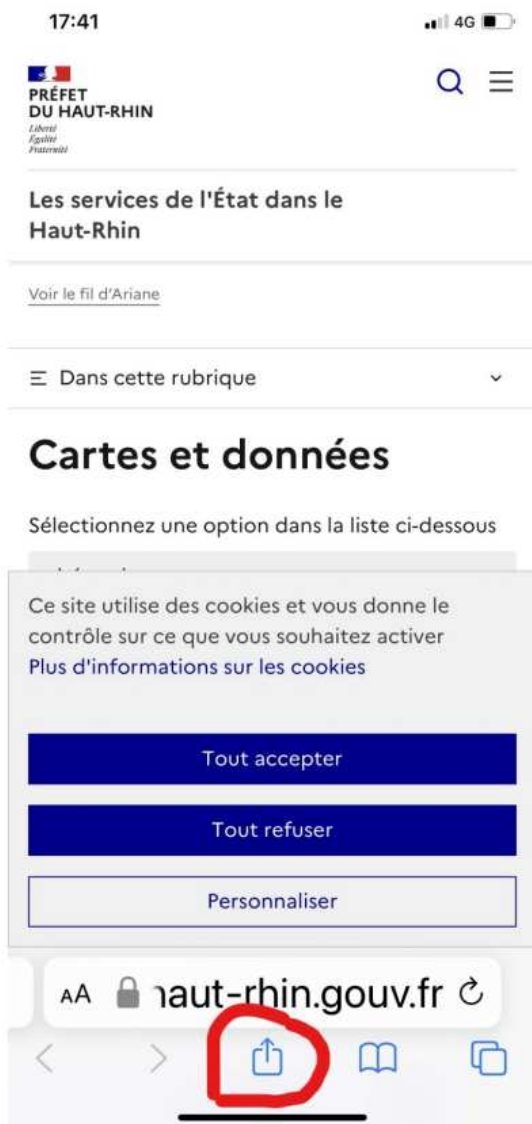 17:41
4G
PRÉFET
DU HAUT-RHIN
Liberté
Égalité
Fraternité
Les services de l'État dans le
Haut-Rhin
Voir le fil d'Ariane
Dans cette rubrique
Cartes et données
Sélectionnez une option dans la liste ci-dessous
Ce site utilise des cookies et vous donne le
contrôle sur ce que vous souhaitez activer
Plus d'informations sur les cookies
Tout accepter
Tout refuser
Personnaliser
AA haut-rhin.gouv.fr